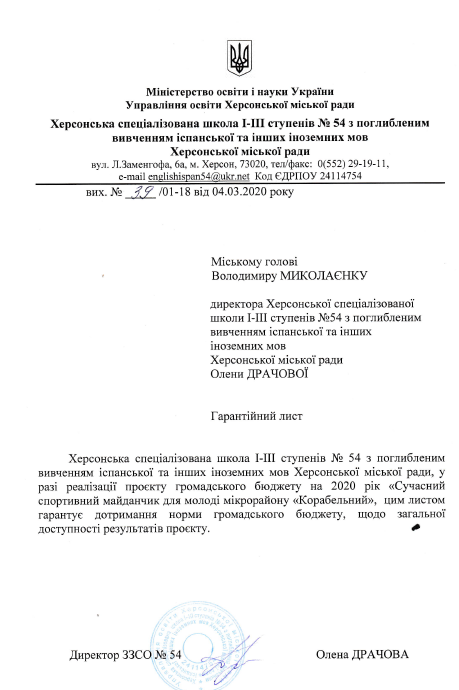 Міністерство освіти і науки України
Управління освіти Херсонської міської ради
Херсонська спеціалізована школа І-ІІІ ступенів № 54 з поглибленим
вивченням іспанської та інших іноземних мов
Херсонської міської ради
вул. Л.Заменгофа, 6а, м. Херсон, 73020, тел/факс: 0(552) 29-19-11,
e-mail englishispan54@ukr.net Код ЄДРПОУ 24114754
вих. № 39 /01-18 від 04.03.2020 року
Міському голові
Володимиру МИКОЛАЄНКУ
директора Херсонської спеціалізованої
школи І-ІІІ ступенів №54 з поглибленим
вивченням іспанської та інших
іноземних мов
Херсонської міської ради
Олени ДРАЧОВОЇ
Гарантійний лист
Херсонська спеціалізована школа І-ІІІ ступенів № 54 з поглибленим
вивченням іспанської та інших іноземних мов Херсонської міської ради, у
разі реалізації проєкту громадського бюджету на 2020 рік «Сучасний
спортивний майданчик для молоді мікрорайону «Корабельний», цим листом
гарантує дотримання норми громадського бюджету, щодо загальної
доступності результатів проєкту.
Директор ЗЗСО № 54 Олена ДРАЧОВА